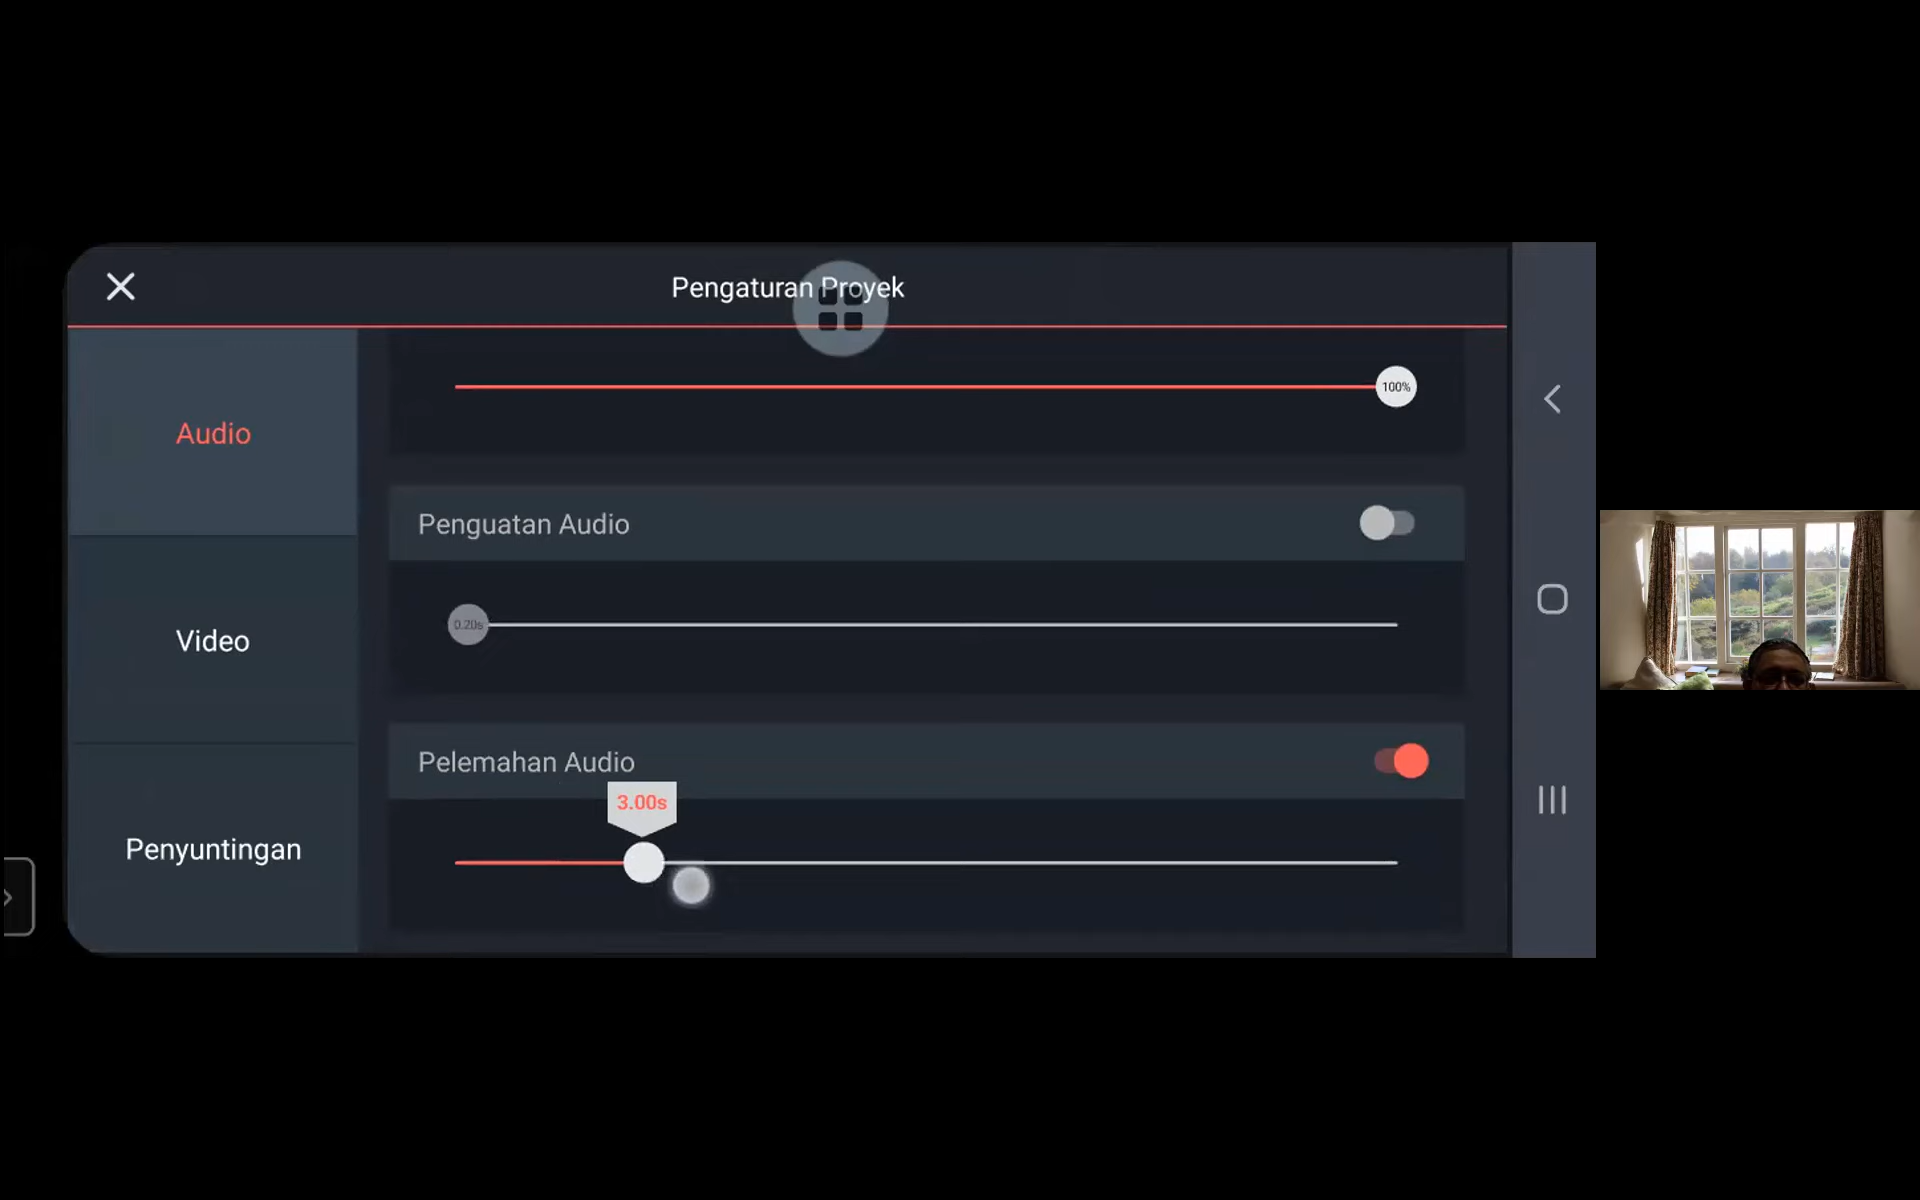 Pengaturan Proyek
Audio
Video
Penyuntingan
100%
Penguatan Audio
0.20s
Pelemahan Audio
3.00s